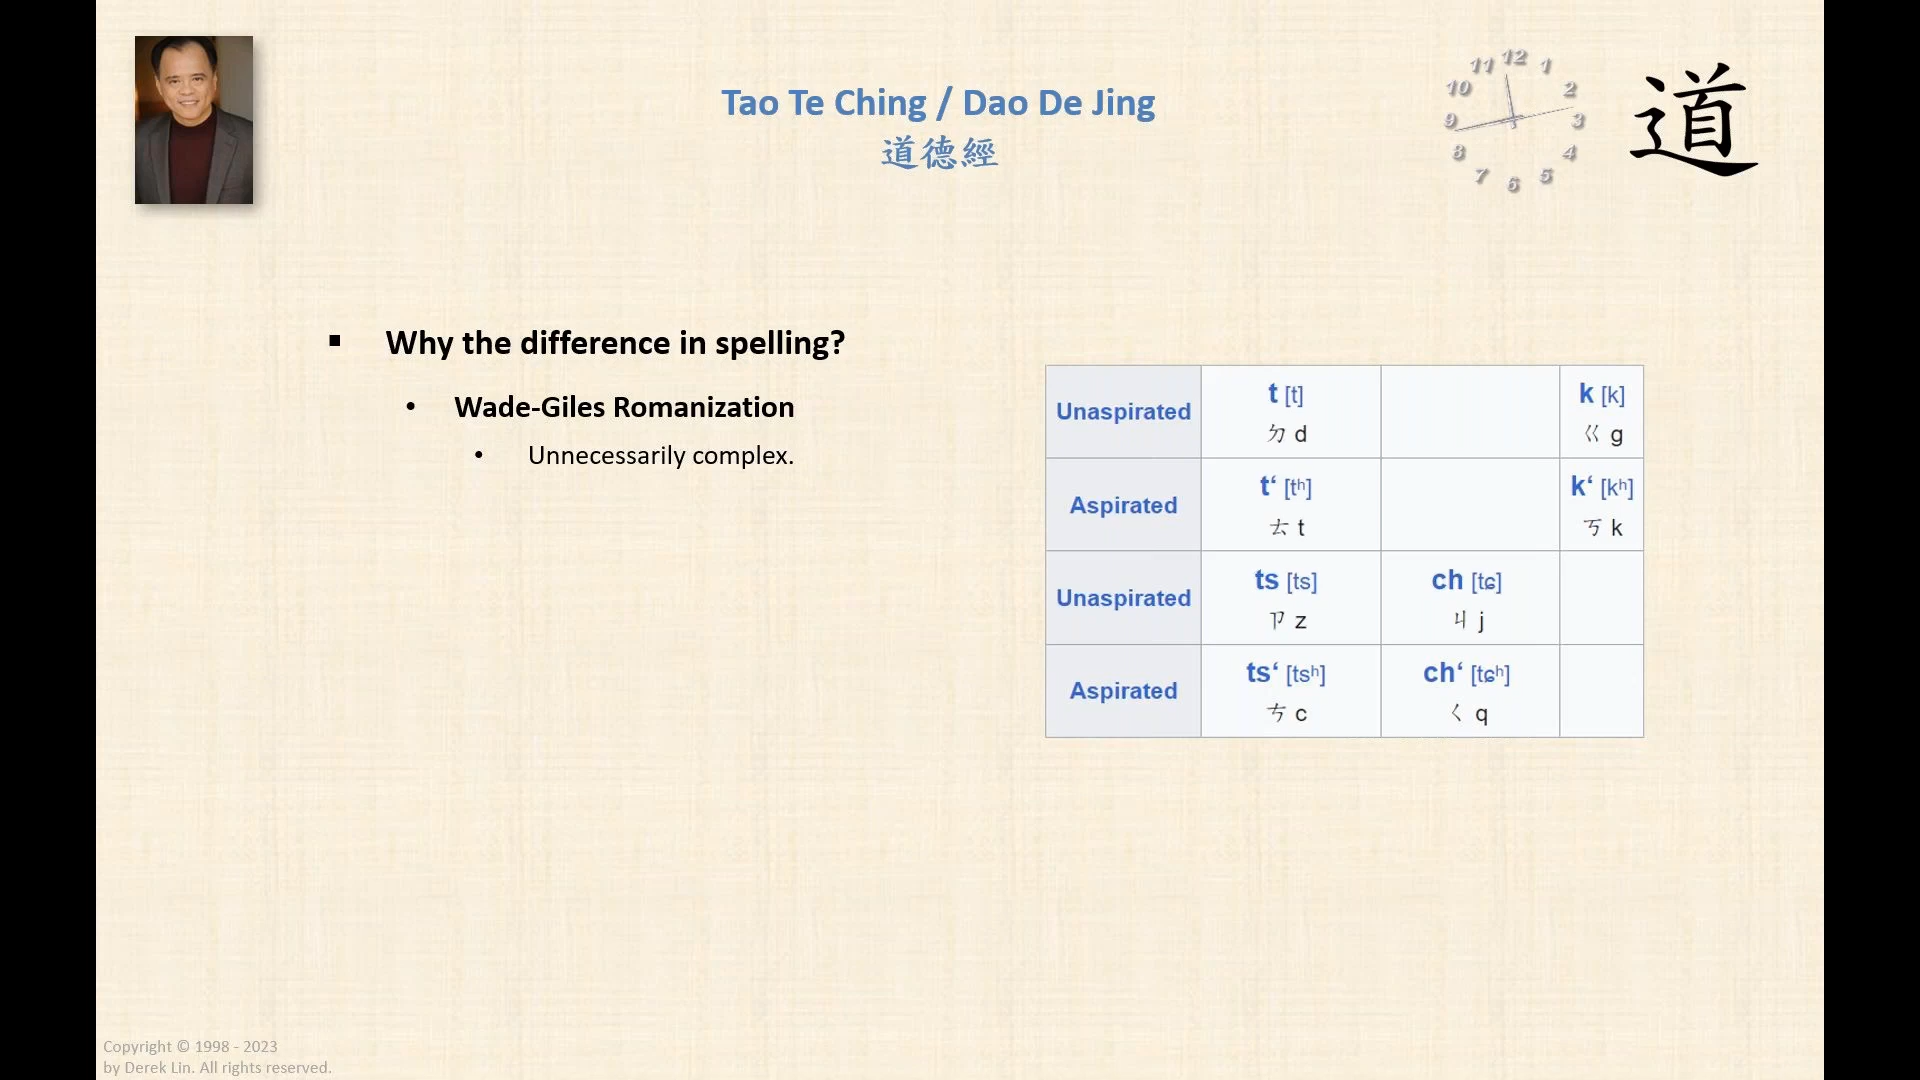 Tao Te Ching / Dao De Jing
道德經
12
1
2
3
4
5
6
7
8
9
10
11
道
▪ Why the difference in spelling?
• Wade-Giles Romanization
• Unnecessarily complex.
Unaspirated t [t] k [k]
ㄉ d ㄍ g
Aspirated t‘ [tʰ] k‘ [kʰ]
ㄊ t ㄎ k
Unaspirated ts [ts] ch [tɕ]
ㄗ z ㄐ j
Aspirated ts‘ [tsʰ] ch‘ [tɕʰ]
ㄘ c ㄑ q
Copyright © 1998 - 2023
by Derek Lin. All rights reserved.